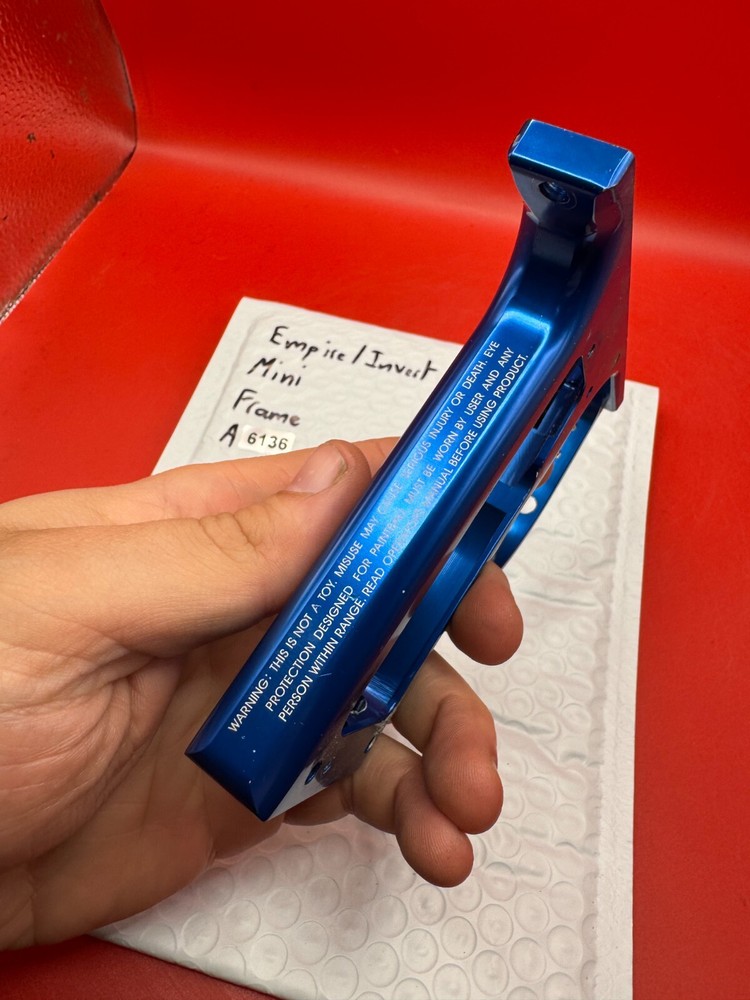 Empire/Invert
Mini
Frame
A 6136
WARNING: THIS IS NOT A TOY. MISUSE MAY CAUSE SERIOUS INJURY OR DEATH. EYE
PROTECTION DESIGNED FOR PAINTBALL MUST BE WORN BY USER AND ANY
PERSON WITHIN RANGE. READ OPERATION MANUAL BEFORE USING PRODUCT.